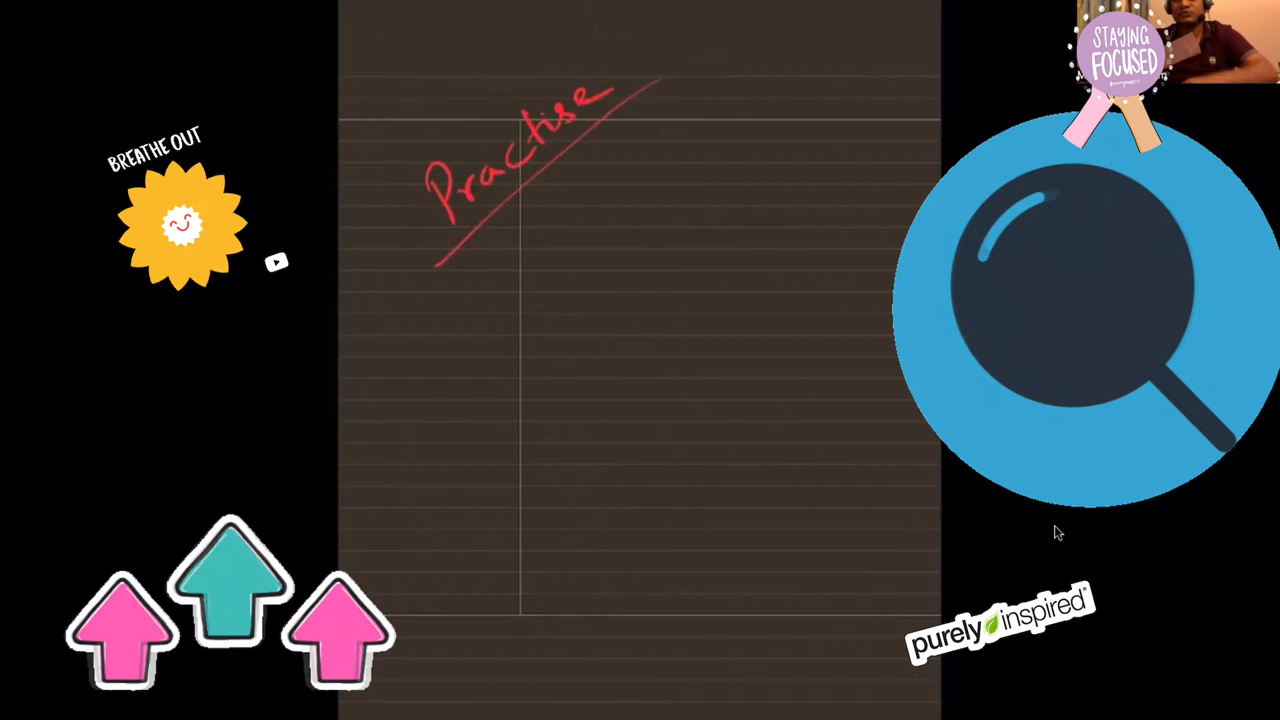 Practise
BREATHE OUT
STAYING
FOCUSED
purely inspired